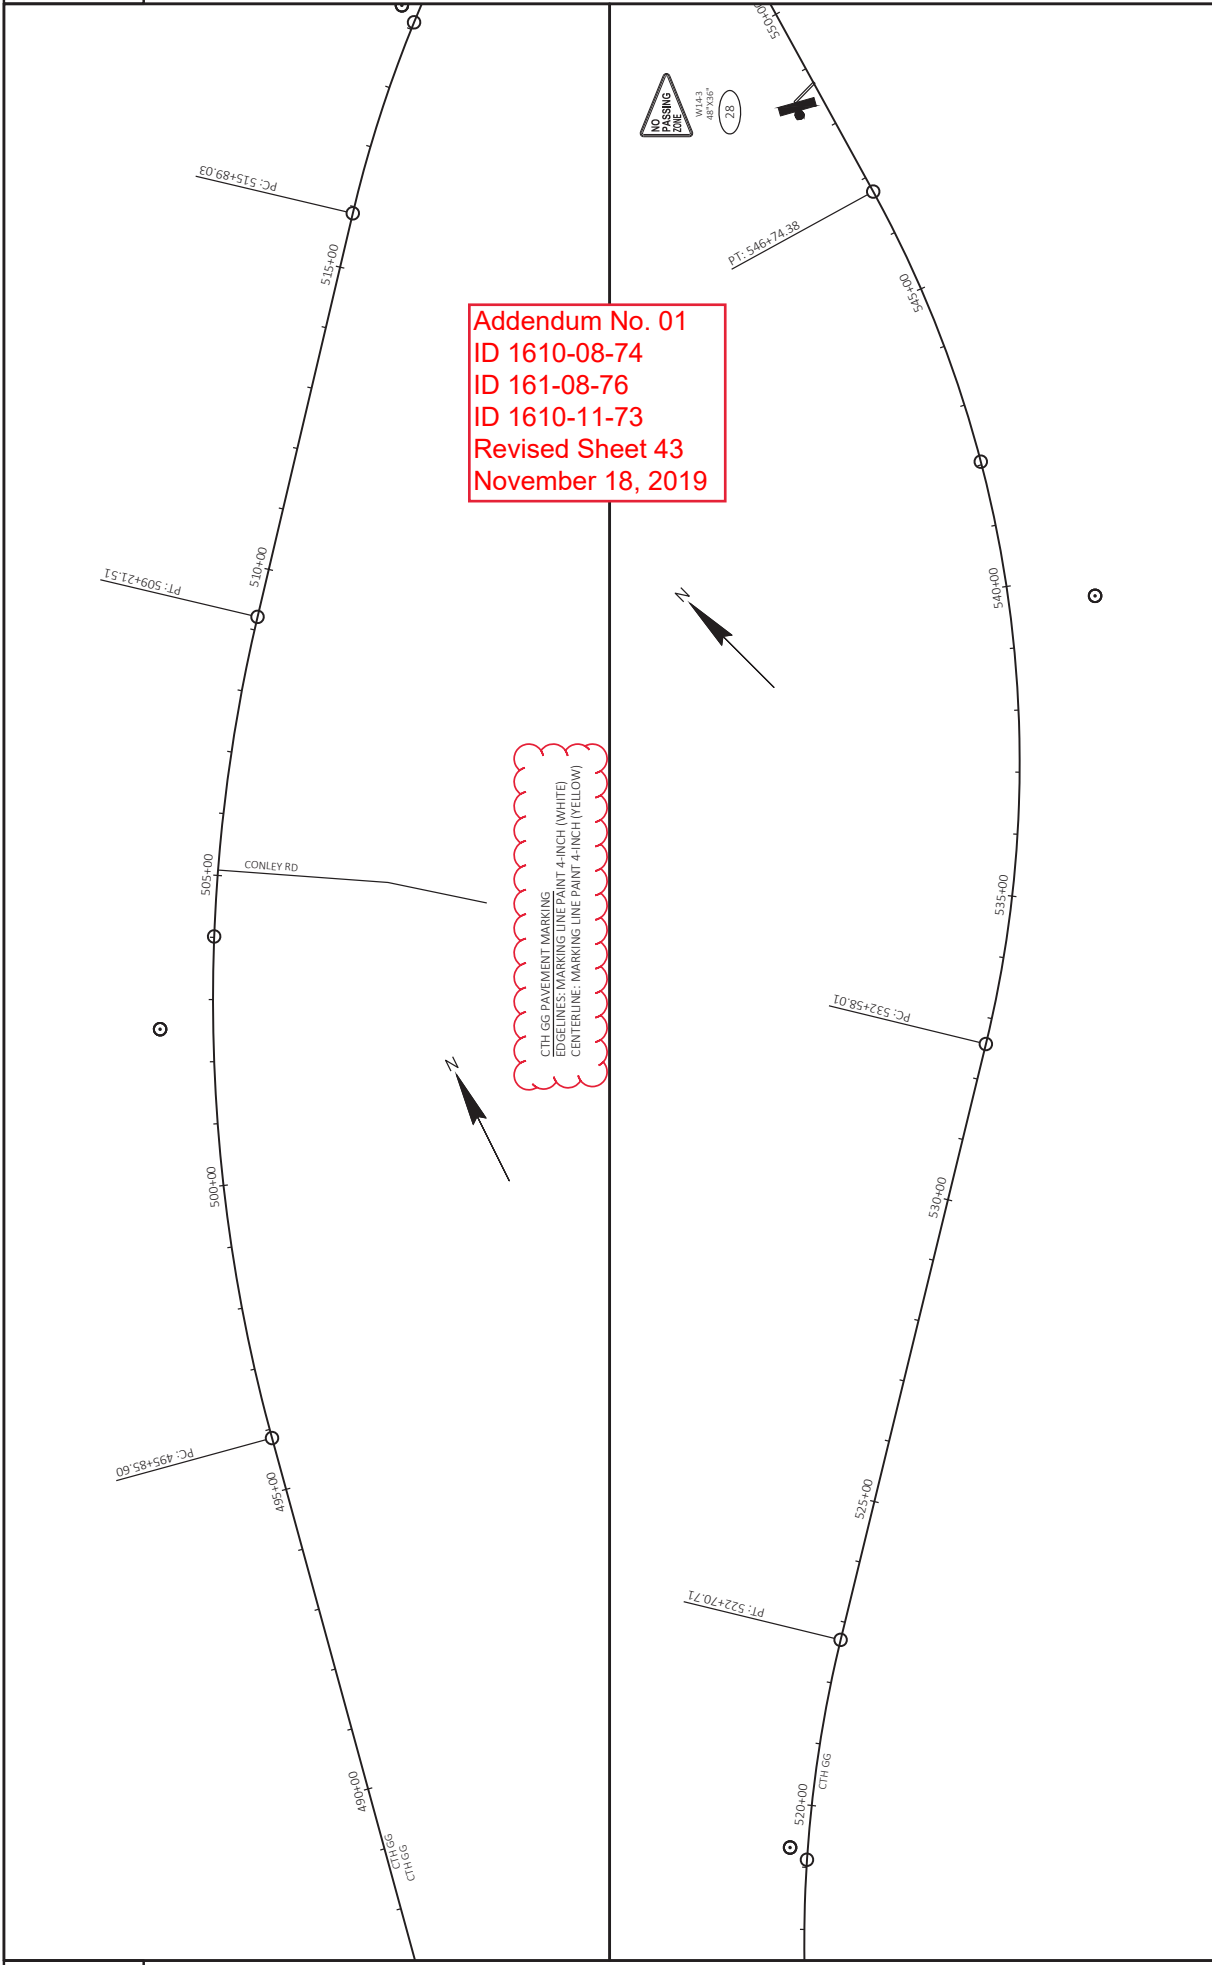 Addendum No. 01
ID 1610-08-74
ID 161-08-76
ID 1610-11-73
Revised Sheet 43
November 18, 2019
CTH GG PAVEMENT MARKING
EDGELINES: MARKING LINE PAINT 4-INCH (WHITE)
CENTERLINE: MARKING LINE PAINT 4-INCH (YELLOW)
CTH GG
CTH GG
490+00
495+00
PC: 495+85.60
500+00
505+00
CONLEY RD
PT: 509+21.51
510+00
515+00
PC: 515+89.03
N
CTH GG
520+00
PT: 522+70.71
525+00
530+00
PC: 532+58.01
535+00
540+00
545+00
PT: 546+74.38
550+00
N
NO
PASSING
ZONE
W14-3
48"X36"
28